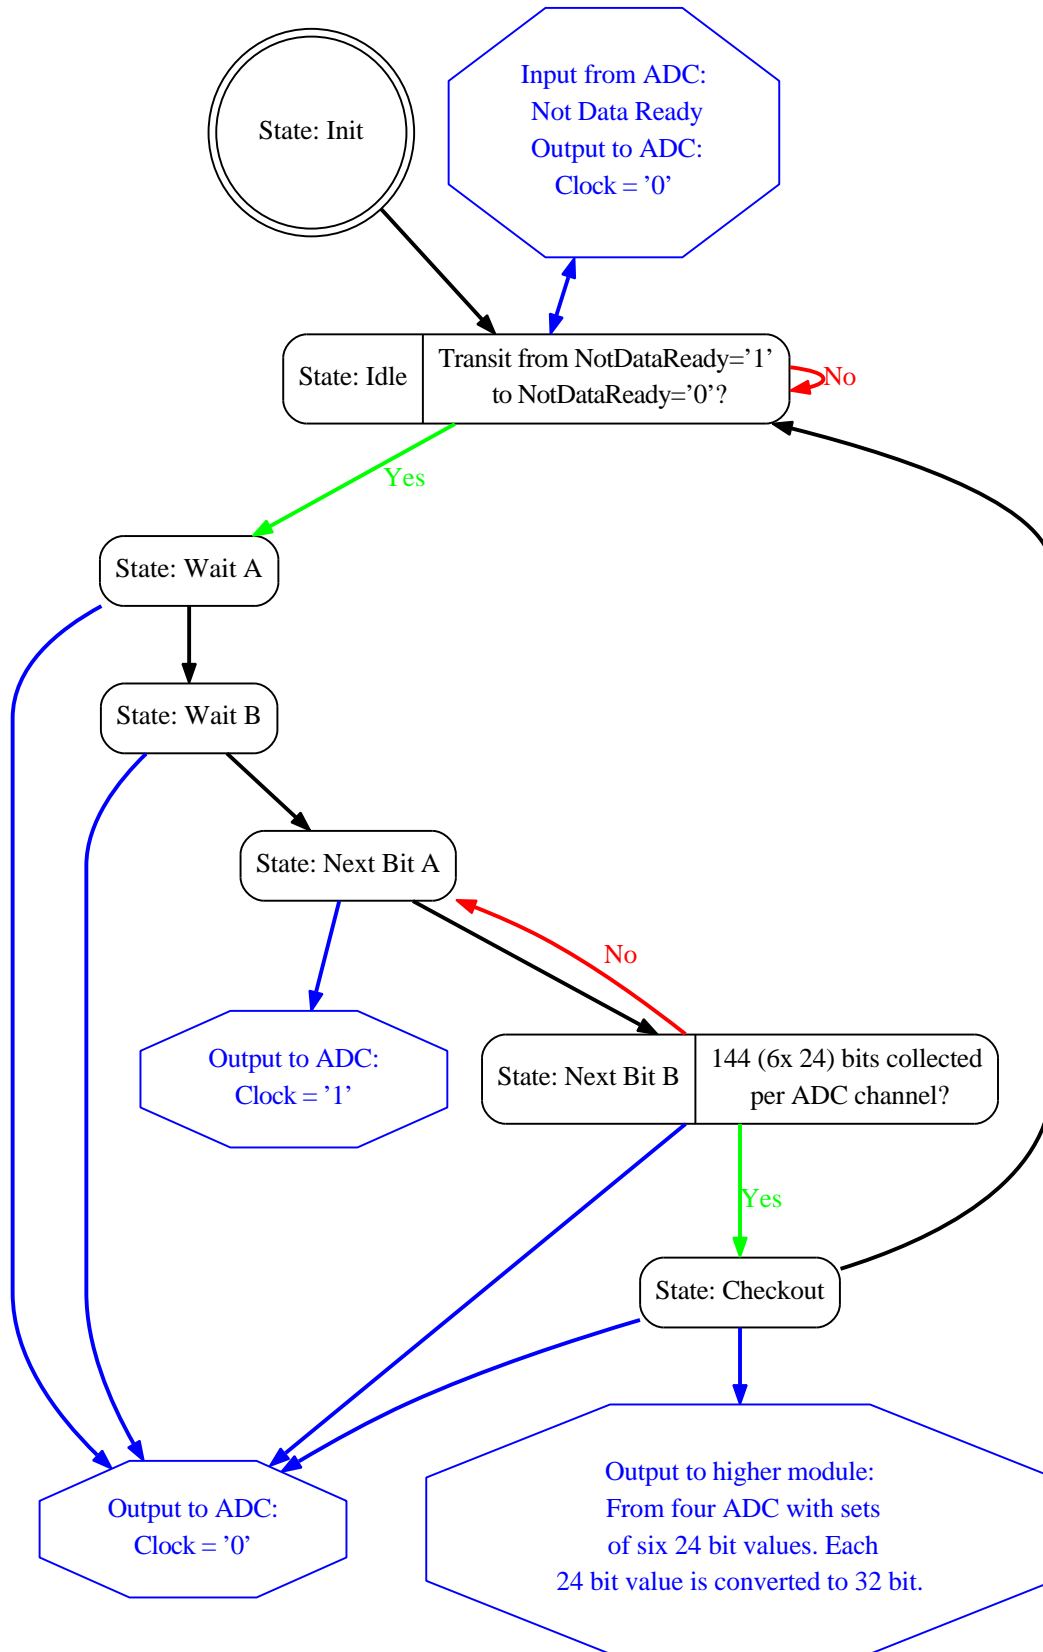 Input from ADC:
Not Data Ready
Output to ADC:
Clock = ’0’
State: Init
State: Idle
Transit from NotDataReady=’1’
to NotDataReady=’0’?
No
Yes
State: Wait A
State: Wait B
State: Next Bit A
No
Output to ADC:
Clock = ’1’
State: Next Bit B
144 (6x 24) bits collected
per ADC channel?
Yes
State: Checkout
Output to ADC:
Clock = ’0’
Output to higher module:
From four ADC with sets
of six 24 bit values. Each
24 bit value is converted to 32 bit.